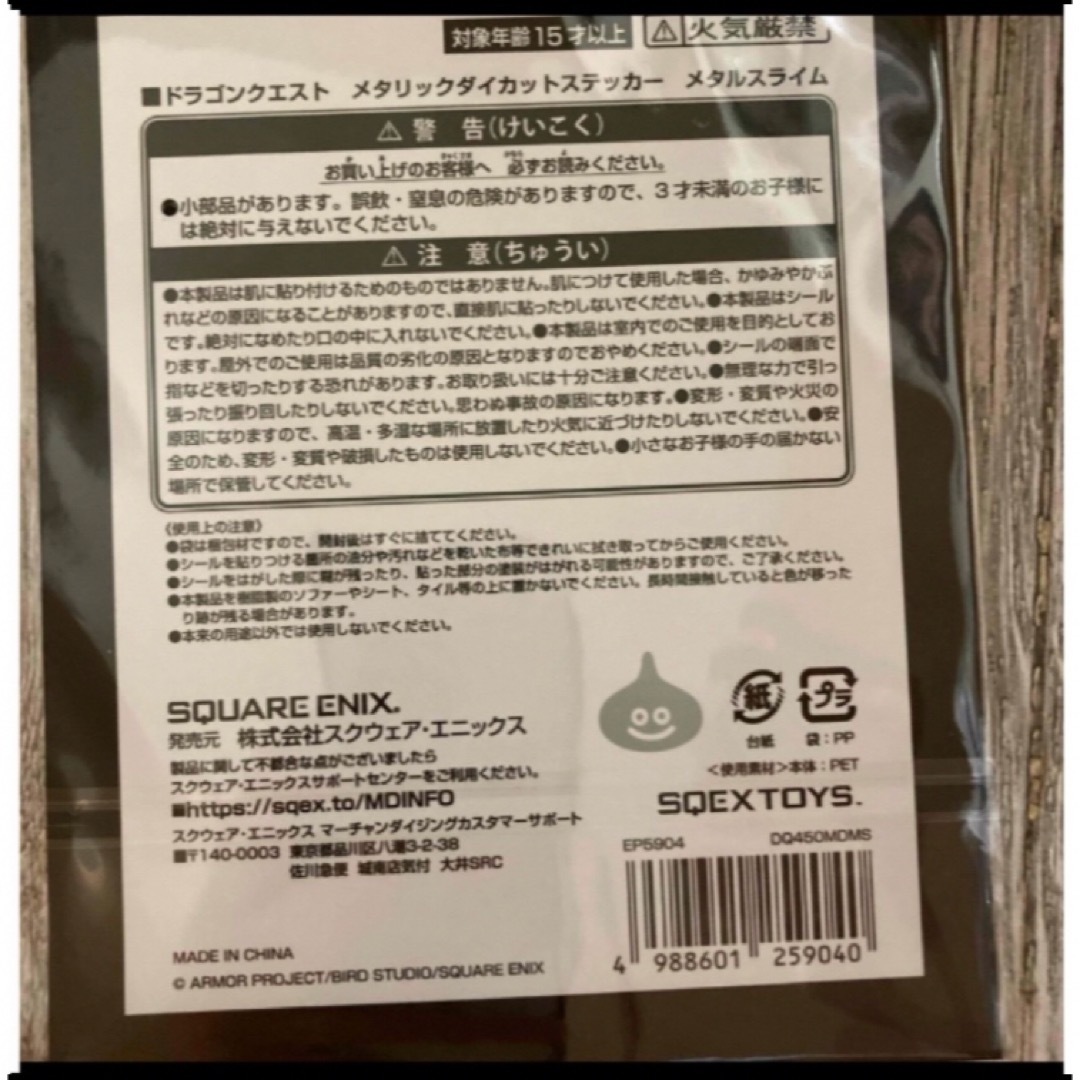 対象年齢15才以上
⚠火気厳禁
■ドラゴンクエスト メタリックダイカットステッカー メタルスライム
⚠警 告(けいこく)
お買い上げのお客様へ 必ずお読みください。
●小部品があります。誤飲・窒息の危険がありますので、3才未満のお子様に
は絶対に与えないでください。
⚠注 意(ちゅうい)
●本製品は肌に貼り付けるためのものではありません。肌につけて使用した場合、かゆみやかぶ
れなどの原因になることがありますので、直接肌に貼ったりしないでください。●本製品はシール
です。絶対になめたり口の中に入れないでください。●本製品は室内でのご使用を目的としてお
ります。屋外でのご使用は品質の劣化の原因となりますのでおやめください。●シールの端面で
指などを切ったりする恐れがあります。お取り扱いには十分ご注意ください。●無理な力で引っ
張ったり振り回したりしないでください。思わぬ事故の原因になります。●変形・変質や火災の
原因になりますので、高温・多湿な場所に放置したり火気に近づけたりしないでください。●安
全のため、変形・変質や破損したものは使用しないでください。●小さなお子様の手の届かない
場所で保管してください。
《使用上の注意》
●袋は梱包材ですので、開封後はすぐに捨ててください。
●シールを貼りつける箇所の油分や汚れなどを乾いた布等できれいに拭き取ってからご使用ください。
●シールをはがした際に糊が残ったり、貼った部分の塗装がはがれる可能性がありますので、ご了承ください。
●本製品を樹脂製のソファーやシート、タイル等の上に置かないでください。長時間接触していると色が移った
り跡が残る場合があります。
●本来の用途以外では使用しないでください。
SQUARE ENIX.
発売元 株式会社スクウェア・エニックス
製品に関して不都合な点がございましたら
スクウェア・エニックスサポートセンターをご利用ください。
■https://sqex.to/MDINFO
スクウェア・エニックス マーチャンダイジングカスタマーサポート
■〒140-0003 東京都品川区八潮3-2-38
佐川急便 城南店気付 大井SRC
MADE IN CHINA
© ARMOR PROJECT/BIRD STUDIO/SQUARE ENIX
紙 プラ
台紙 袋:PP
<使用素材>本体:PET
SQEXTOYS™
EP5904 DQ450MDMS
4 988601 259040